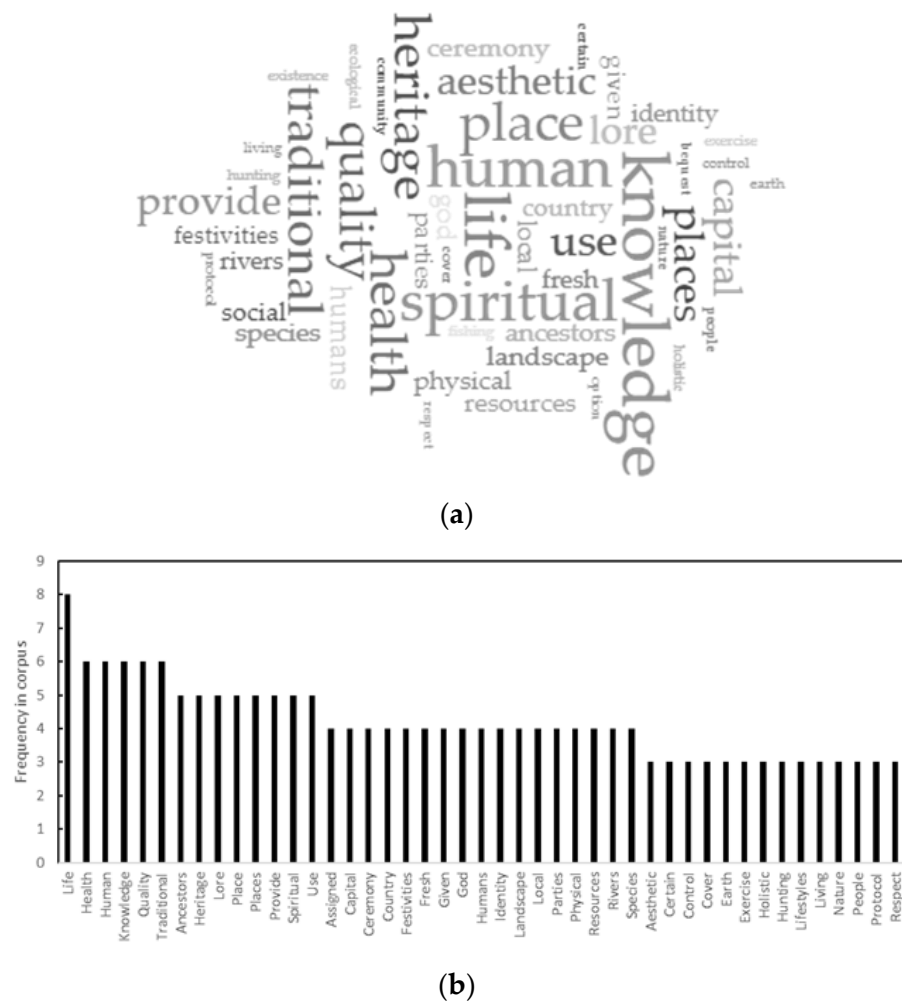 heritage
ceremony
certain
given
existence
ecological
community
aesthetic
identity
traditional
quality
place
lore
exercise
living
human
knowledge
bequest
control
hunting
earth
provide
life
god
country
capital
places
festivities
parties
local
use
nature
rivers
health
cover
fresh
protocol
humans
spiritual
people
social
species
fishing
ancestors
landscape
holistic
physical
option
resources
respect
(a)
Frequency in corpus
9
8
7
6
5
4
3
2
1
0
Life
Health
Human
Knowledge
Quality
Traditional
Ancestors
Heritage
Lore
Place
Places
Provide
Spiritual
Use
Assigned
Capital
Ceremony
Country
Festivities
Fresh
Given
God
Humans
Identity
Landscape
Local
Parties
Physical
Resources
Rivers
Species
Aesthetic
Certain
Control
Cover
Earth
Exercise
Holistic
Hunting
Lifestyles
Living
Nature
People
Protocol
Respect
(b)